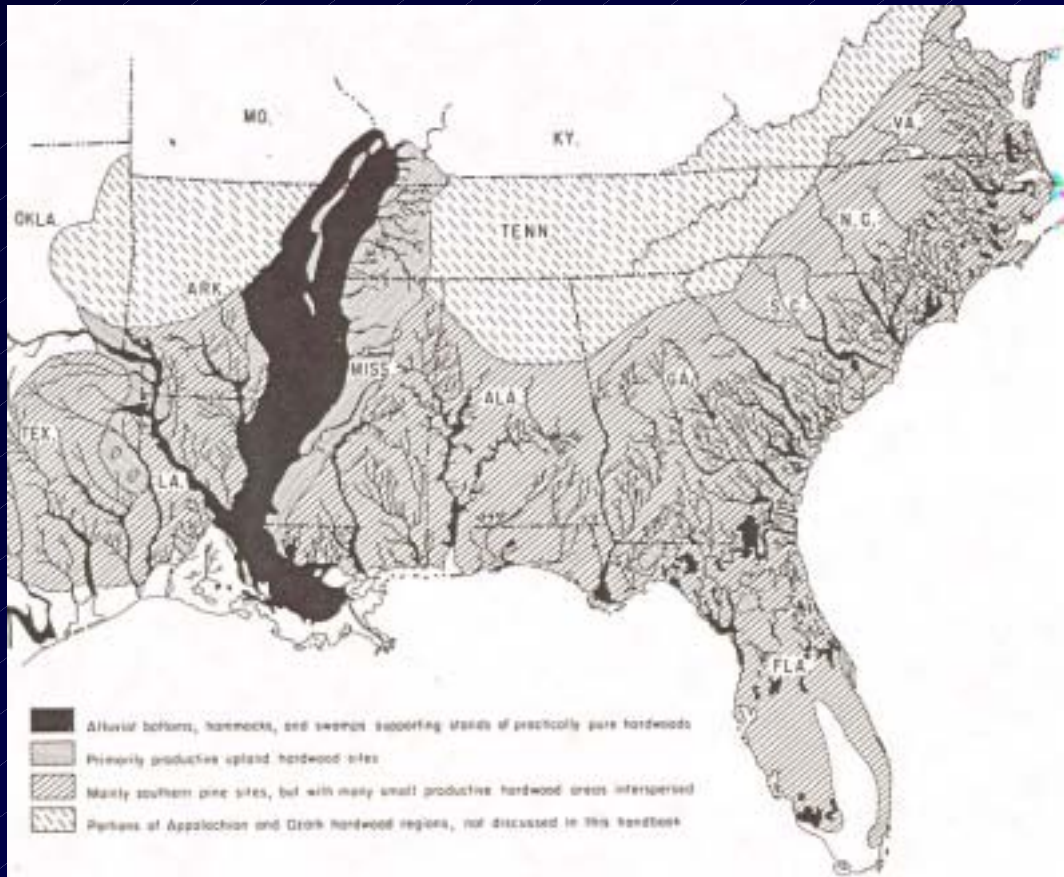 MO.
KY.
VA.
OKLA.
TENN.
N.C.
ARK.
S.C.
MISS.
ALA.
GA.
TEX.
LA.
FLA.
Alluvial bottoms, hammocks, and swamps supporting stands of practically pure hardwoods
Primarily productive upland hardwood sites
Mainly southern pine sites, but with many small productive hardwood areas interspersed
Portions of Appalachian and Ozark hardwood regions, not discussed in this handbook